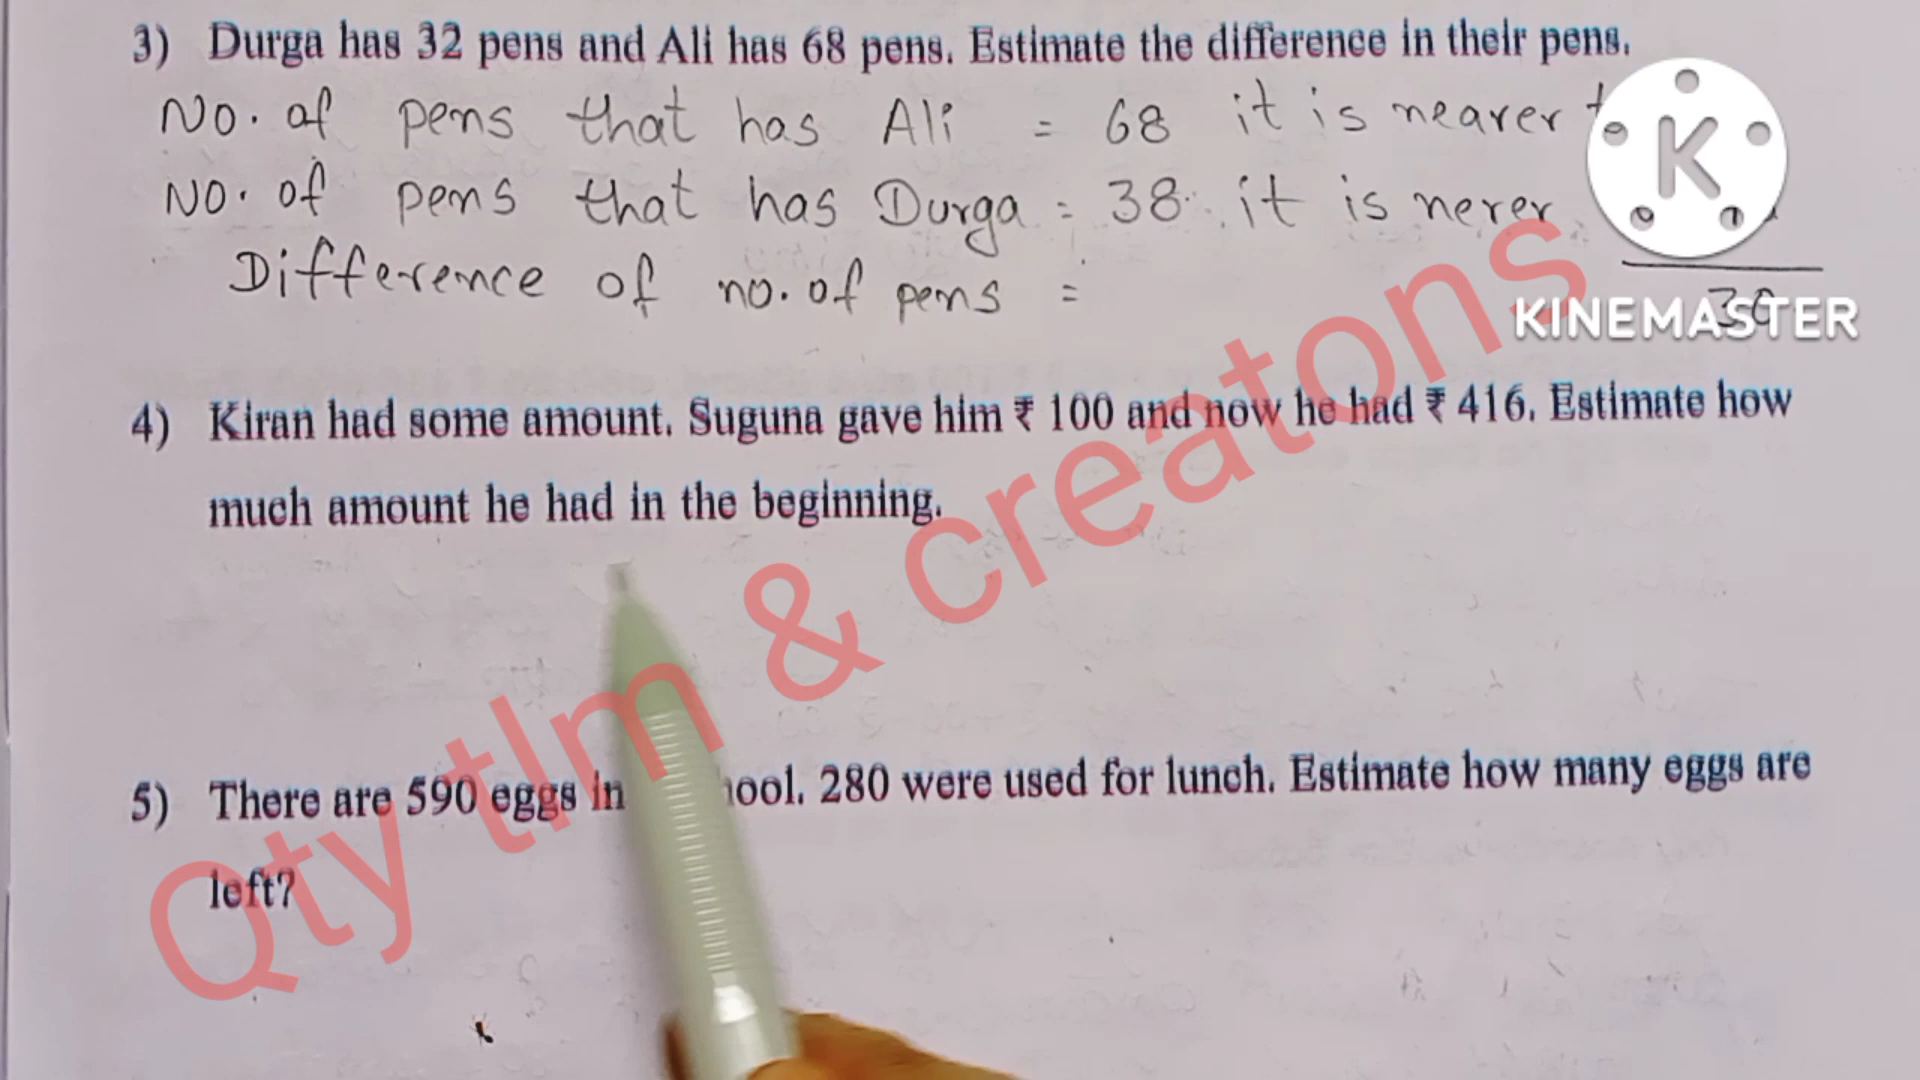 3) Durga has 32 pens and Ali has 68 pens. Estimate the difference in their pens.
No. of pens that has Ali = 68 it is nearer
No. of pens that has Durga = 38 it is nerer
Difference of no. of pens = 30
K
KINEMASTER
4) Kiran had some amount. Suguna gave him ₹ 100 and now he had ₹ 416. Estimate how
much amount he had in the beginning.
5) There are 590 eggs in 280 were used for lunch. Estimate how many eggs are
left?
Qty tlm & creatons